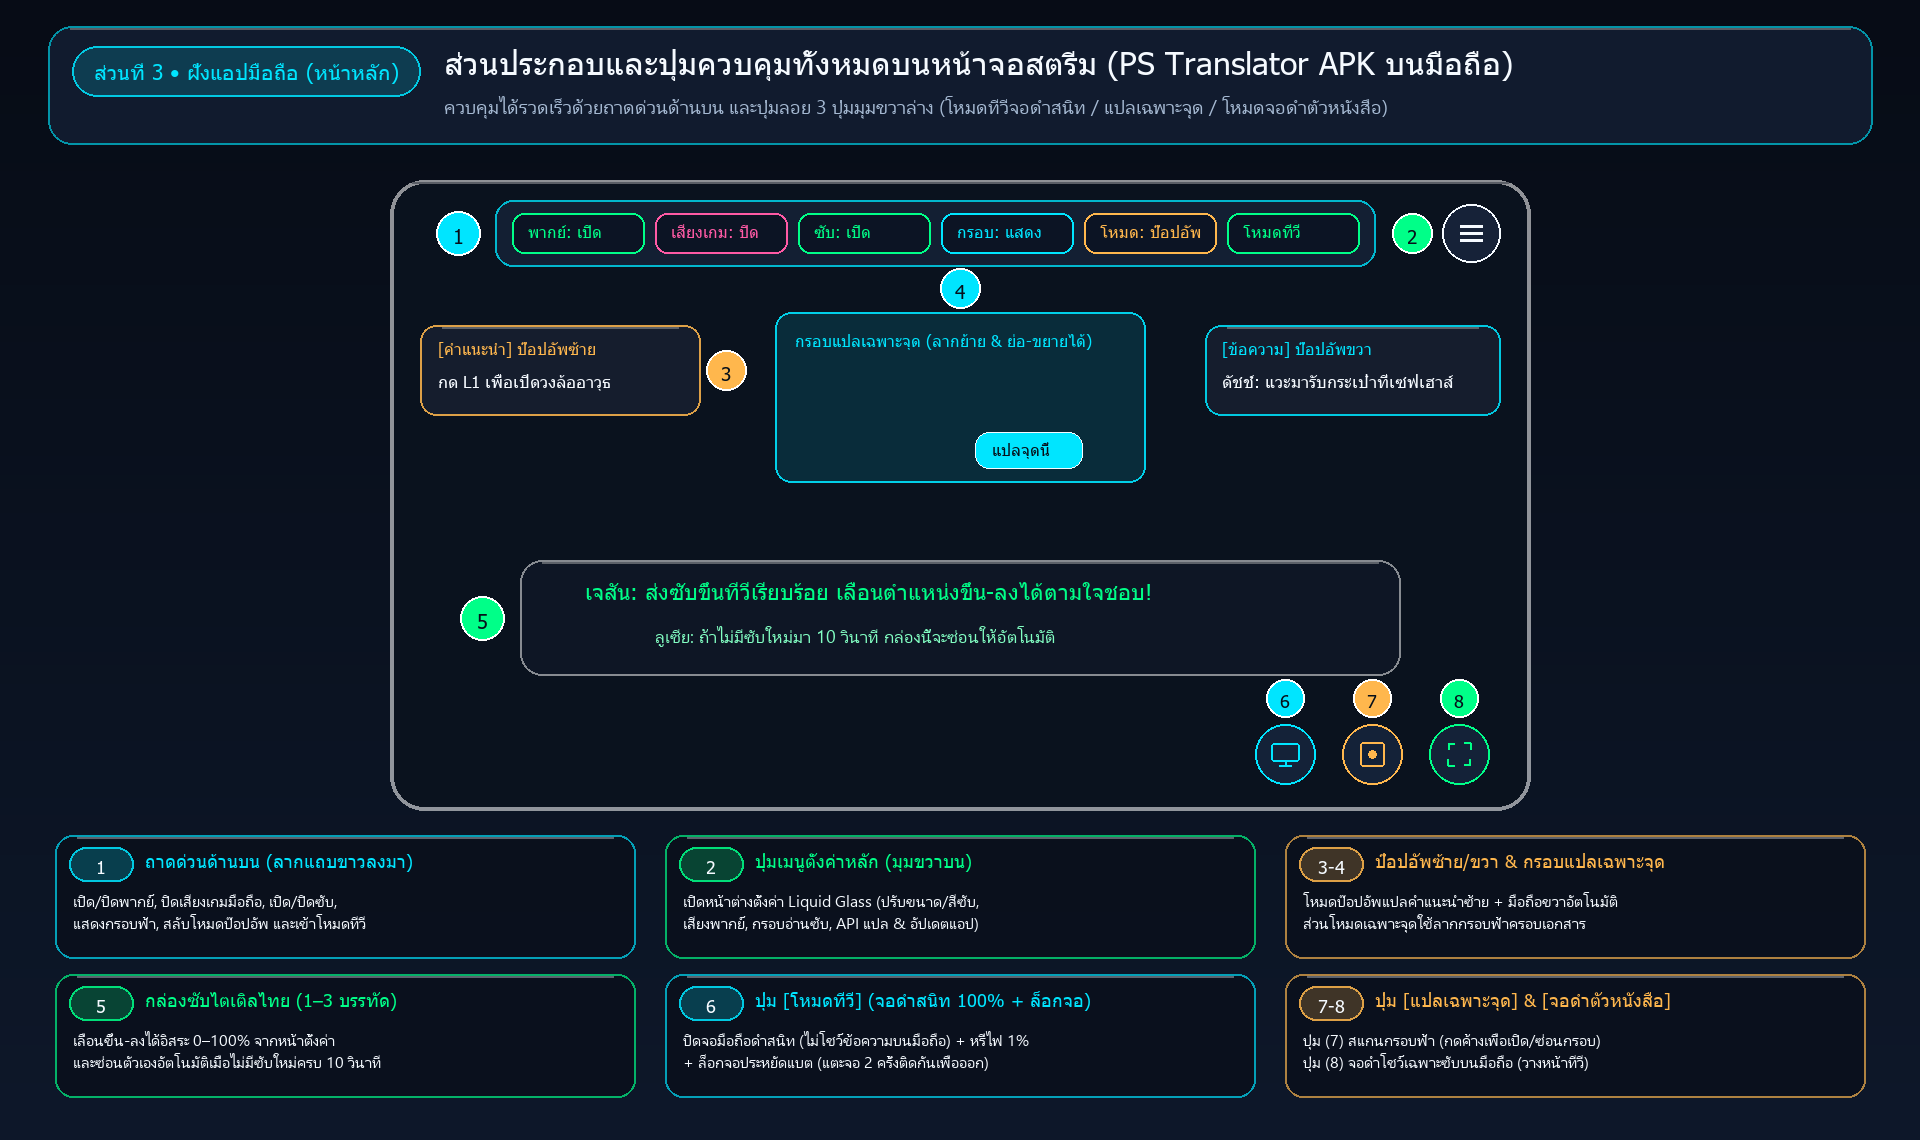 ส่วนที่ 3 • ฝั่งแอปมือถือ (หน้าหลัก)
ส่วนประกอบและปุ่มควบคุมทั้งหมดบนหน้าจอสตรีม (PS Translator APK บนมือถือ)
ควบคุมได้รวดเร็วด้วยถาดด่วนด้านบน และปุ่มลอย 3 ปุ่มมุมขวาล่าง (โหมดทีวีจอดำสนิท / แปลเฉพาะจุด / โหมดจอดำตัวหนังสือ)
1
พากย์: เปิด
เสียงเกม: ปิด
ซับ: เปิด
กรอบ: แสดง
โหมด: ป๊อปอัพ
โหมดทีวี
2
4
[คำแนะนำ] ป๊อปอัพซ้าย
กด L1 เพื่อเปิดวงล้ออาวุธ
3
กรอบแปลเฉพาะจุด (ลากย้าย & ย่อ-ขยายได้)
แปลจุดนี้
[ข้อความ] ป๊อปอัพขวา
ดัชช์: แวะมารับกระเป๋าที่เซฟเฮาส์
5
เจสัน: ส่งซับขึ้นทีวีเรียบร้อย เลื่อนตำแหน่งขึ้น-ลงได้ตามใจชอบ!
ลูเซีย: ถ้าไม่มีซับใหม่มา 10 วินาที กล่องนี้จะซ่อนให้อัตโนมัติ
6
7
8
1
ถาดด่วนด้านบน (ลากแถบขาวลงมา)
เปิด/ปิดพากย์, ปิดเสียงเกมมือถือ, เปิด/ปิดซับ,
แสดงกรอบฟ้า, สลับโหมดป๊อปอัพ และเข้าโหมดทีวี
2
ปุ่มเมนูตั้งค่าหลัก (มุมขวาบน)
เปิดหน้าต่างตั้งค่า Liquid Glass (ปรับขนาด/สีซับ,
เสียงพากย์, กรอบอ่านซับ, API แปล & อัปเดตแอป)
3-4
ป๊อปอัพซ้าย/ขวา & กรอบแปลเฉพาะจุด
โหมดป๊อปอัพแปลคำแนะนำซ้าย + มือถือขวาอัตโนมัติ
ส่วนโหมดเฉพาะจุดใช้ลากกรอบฟ้าครอบเอกสาร
5
กล่องซับไตเติลไทย (1–3 บรรทัด)
เลื่อนขึ้น-ลงได้อิสระ 0–100% จากหน้าตั้งค่า
และซ่อนตัวเองอัตโนมัติเมื่อไม่มีซับใหม่ครบ 10 วินาที
6
ปุ่ม [โหมดทีวี] (จอดำสนิท 100% + ล็อกจอ)
ปิดจอมือถือดำสนิท (ไม่โชว์ข้อความบนมือถือ) + หรี่ไฟ 1%
+ ล็อกจอประหยัดแบต (แตะจอ 2 ครั้งติดกันเพื่อออก)
7-8
ปุ่ม [แปลเฉพาะจุด] & [จอดำตัวหนังสือ]
ปุ่ม (7) สแกนกรอบฟ้า (กดค้างเพื่อเปิด/ซ่อนกรอบ)
ปุ่ม (8) จอดำโชว์เฉพาะซับบนมือถือ (วางหน้าทีวี)